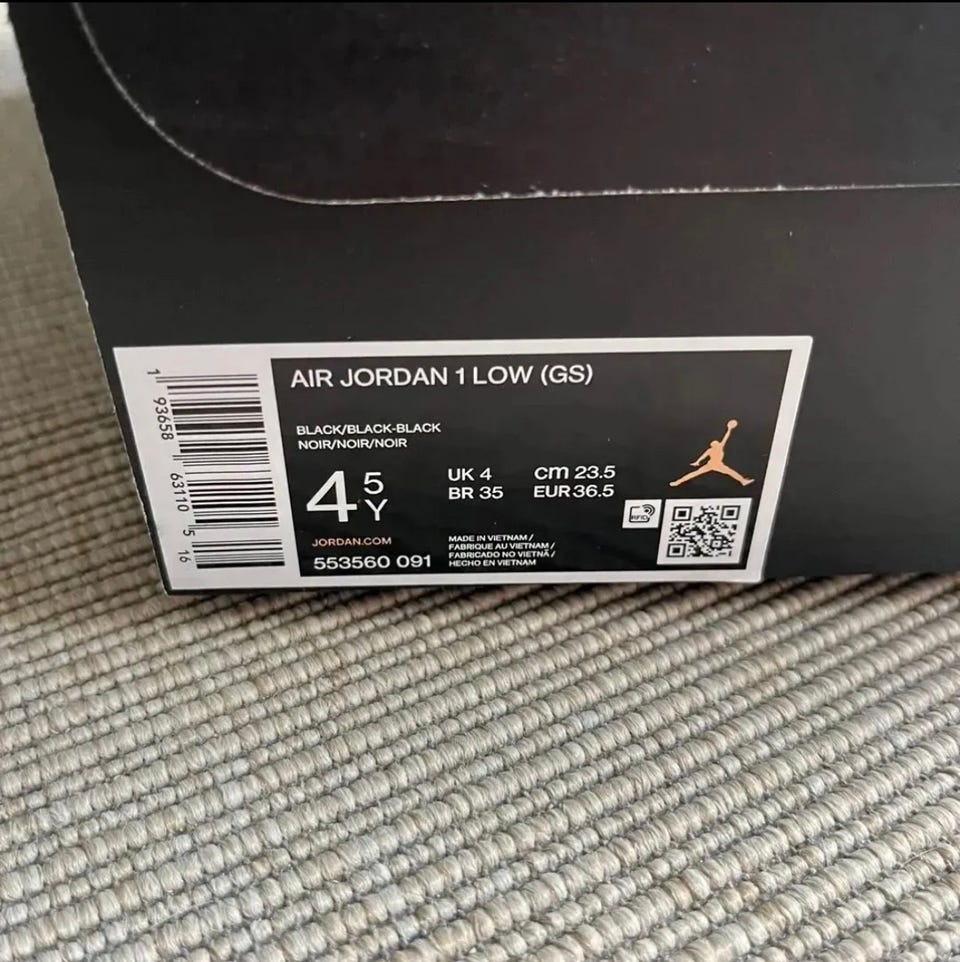 AIR JORDAN 1 LOW (GS)
BLACK/BLACK-BLACK
NOIR/NOIR/NOIR
4 5Y
UK 4 cm 23.5
BR 35 EUR 36.5
RFID
JORDAN.COM
553560 091
MADE IN VIETNAM /
FABRIQUE AU VIETNAM /
FABRICADO NO VIETNÃ /
HECHO EN VIETNAM
1 93658 63110 5 16